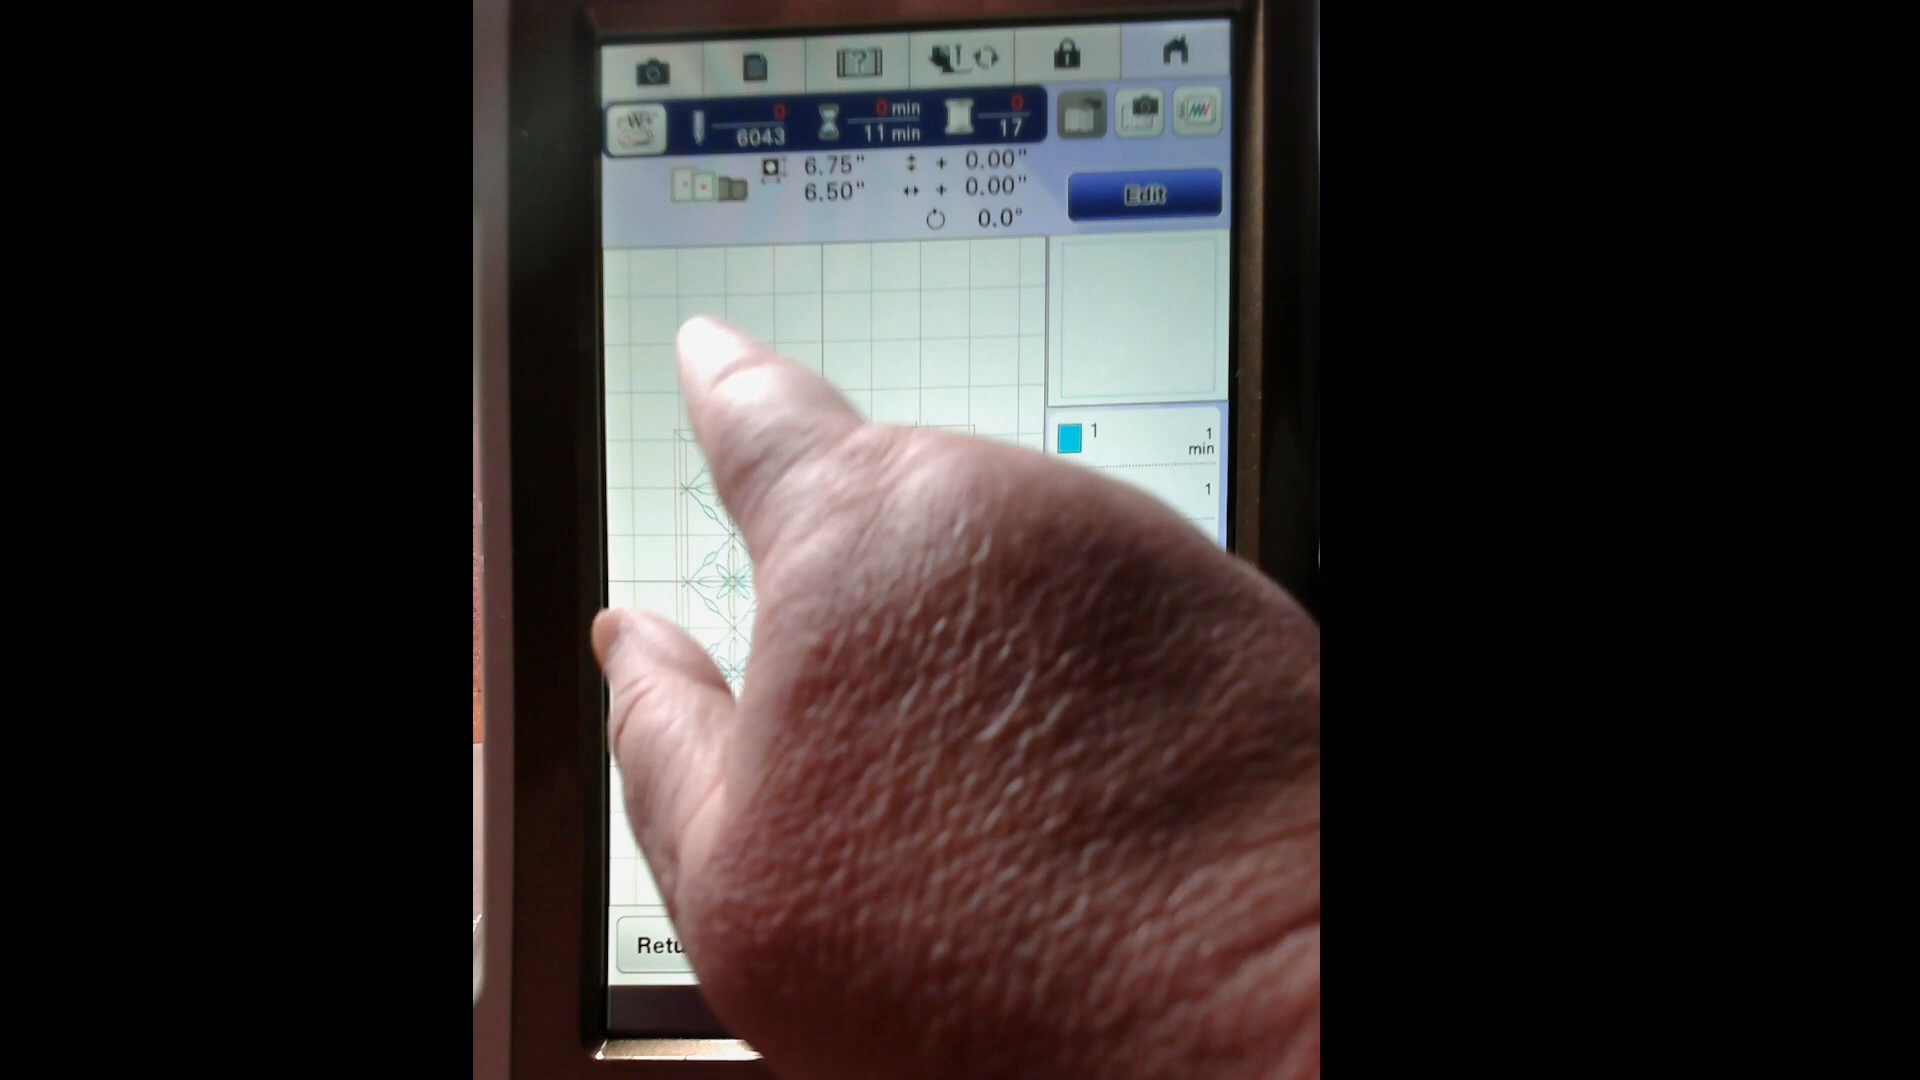 ?
W
0 0 min 0
6043 11 min 17
6.75" + 0.00"
6.50" + 0.00"
0.0°
Edit
1 1
min
1
Retu